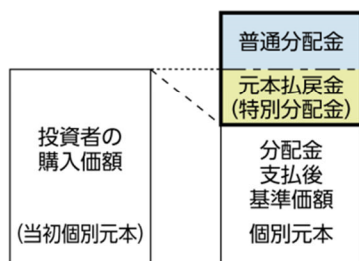 普通分配金
元本払戻金
(特別分配金)
投資者の
購入価額
(当初個別元本)
分配金
支払後
基準価額
個別元本